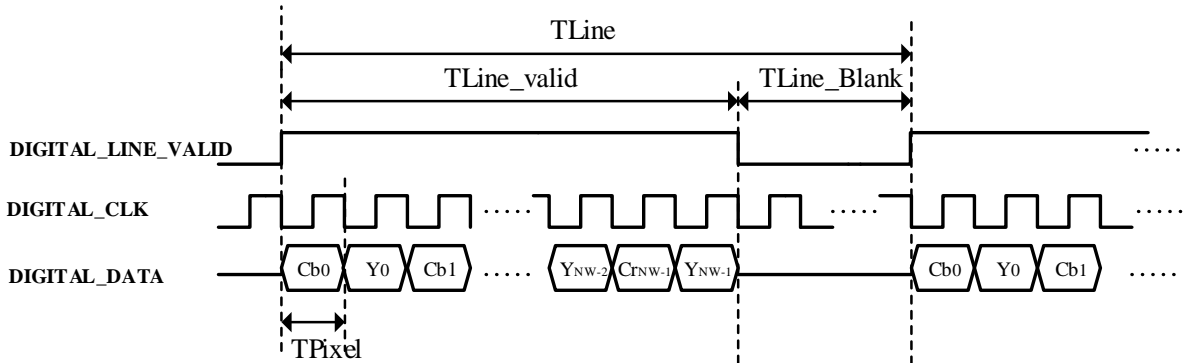 TLine
TLine_valid TLine_Blank
DIGITAL_LINE_VALID .....
DIGITAL_CLK ..... ..... .....
DIGITAL_DATA Cb0 Y0 Cb1 ..... YNW-2 CrNW-1 YNW-1 Cb0 Y0 Cb1 .....
TPixel